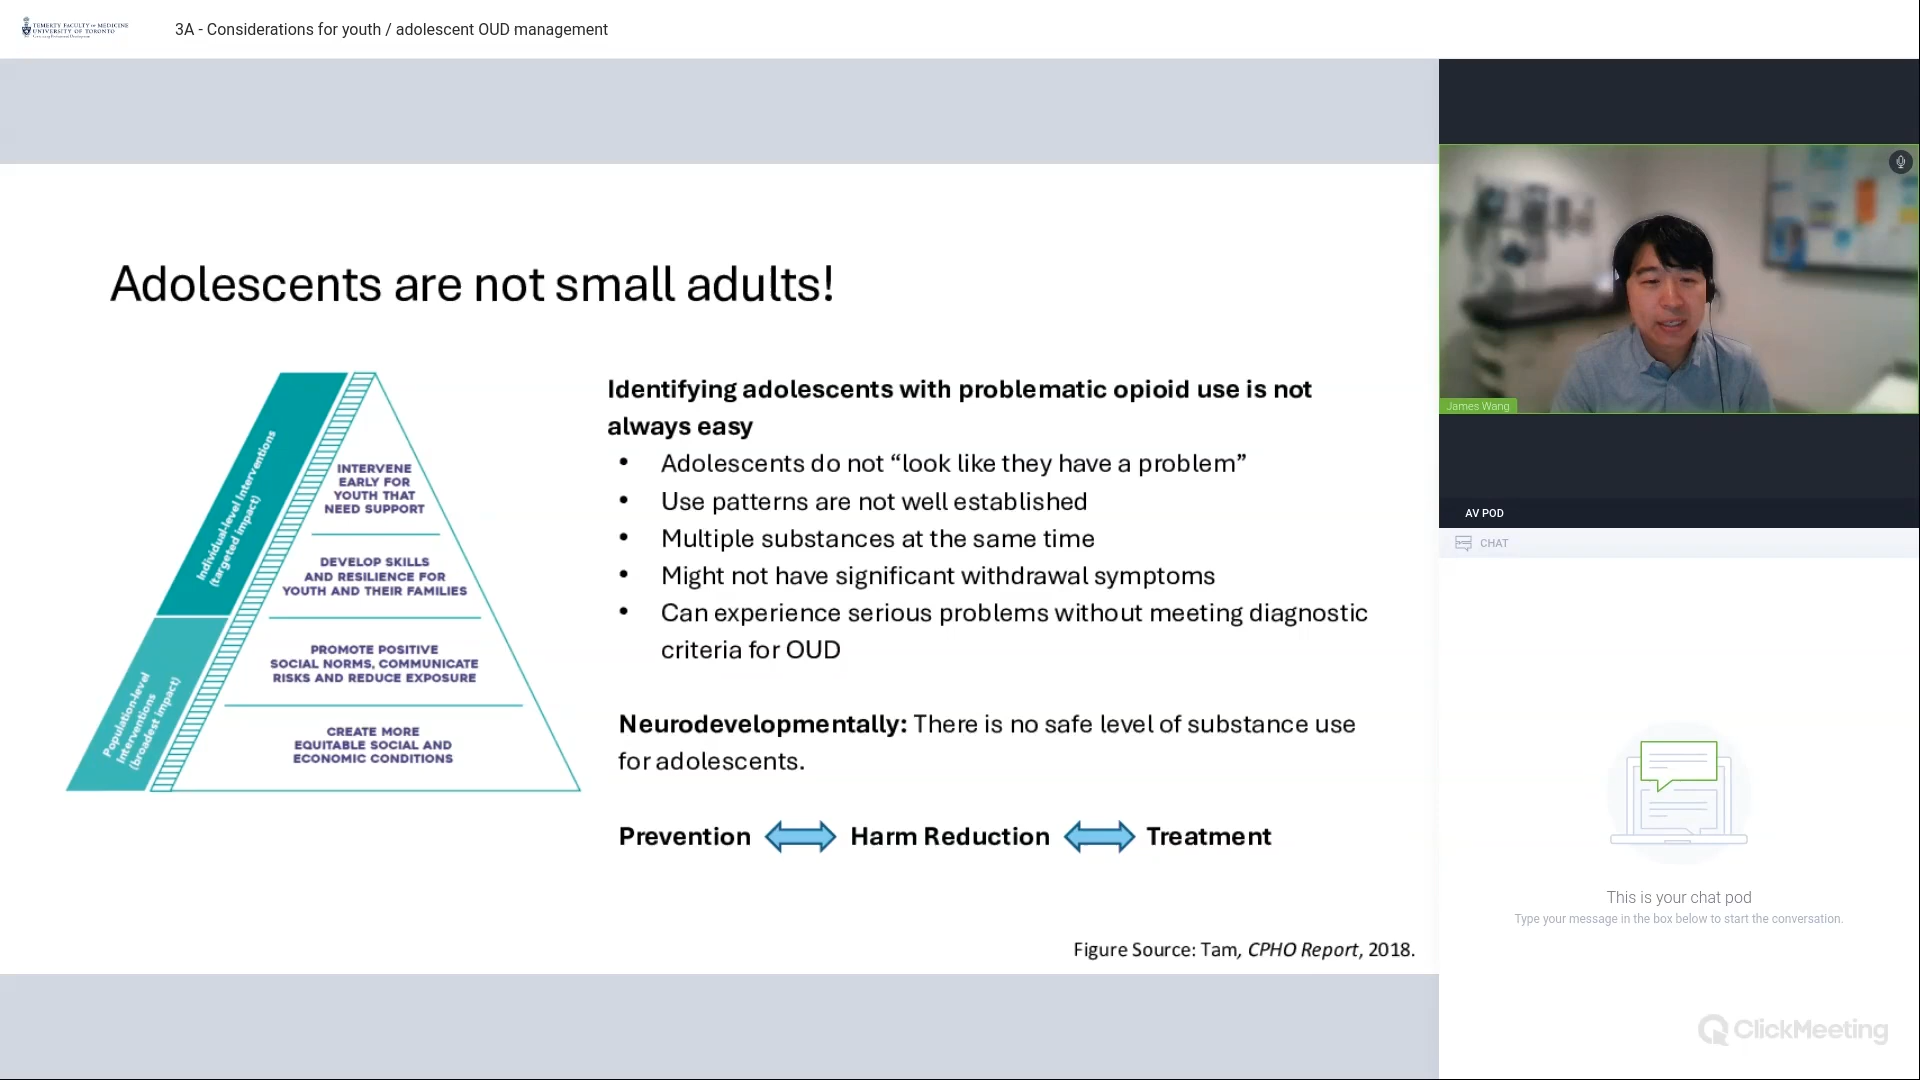 TEMERTY FACULTY OF MEDICINE
UNIVERSITY OF TORONTO
3A - Considerations for youth / adolescent OUD management
Adolescents are not small adults!
Individual-level Interventions
(targeted impact)
Population-level
Interventions
(broadest impact)
INTERVENE
EARLY FOR
YOUTH THAT
NEED SUPPORT
DEVELOP SKILLS
AND RESILIENCE FOR
YOUTH AND THEIR FAMILIES
PROMOTE POSITIVE
SOCIAL NORMS, COMMUNICATE
RISKS AND REDUCE EXPOSURE
CREATE MORE
EQUITABLE SOCIAL AND
ECONOMIC CONDITIONS
Identifying adolescents with problematic opioid use is not
always easy
• Adolescents do not “look like they have a problem”
• Use patterns are not well established
• Multiple substances at the same time
• Might not have significant withdrawal symptoms
• Can experience serious problems without meeting diagnostic
criteria for OUD
Neurodevelopmentally: There is no safe level of substance use
for adolescents.
Prevention Harm Reduction Treatment
Figure Source: Tam, CPHO Report, 2018.
James Wang
AV POD
CHAT
This is your chat pod
Type your message in the box below to start the conversation.
ClickMeeting